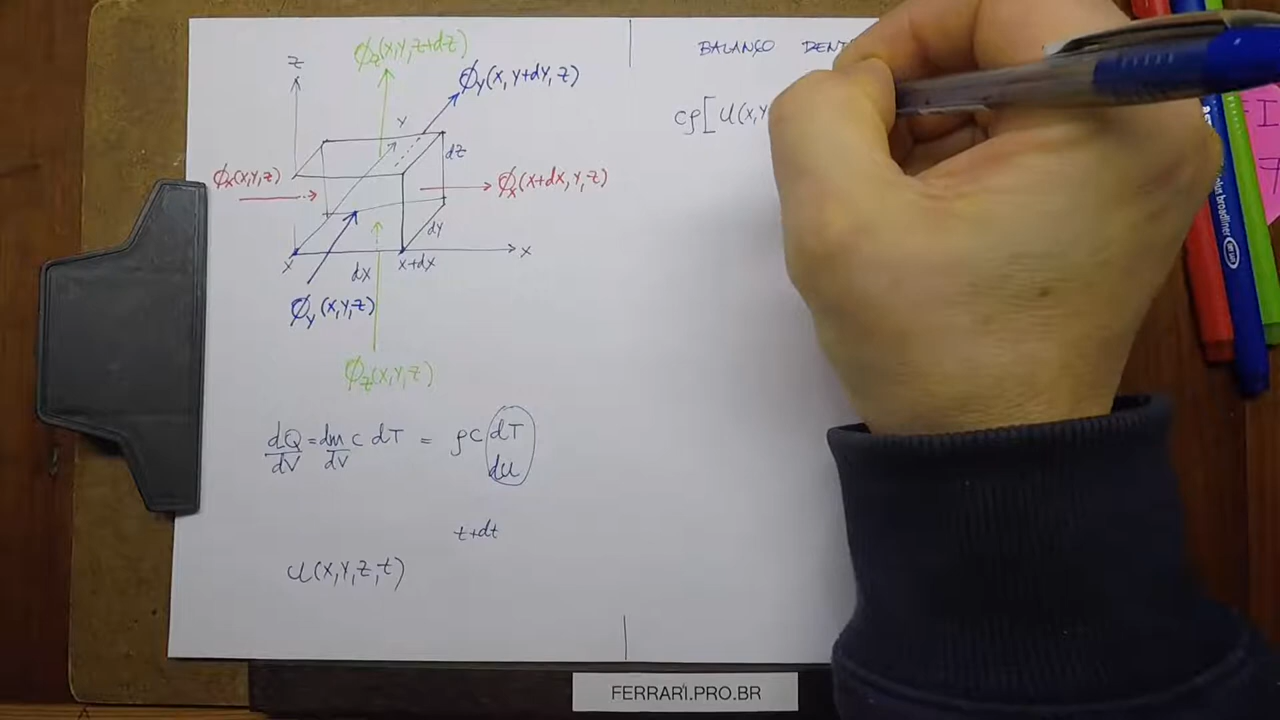 ϕz(x,y,z+dz)
z
ϕy(x,y+dy,z)
y
dz
ϕx(x,y,z)
ϕx(x+dx,y,z)
dy
x
dx
x+dx
x
ϕy(x,y,z)
ϕz(x,y,z)
dQ/dV = dm/dV c dT = ρc dT
du
t+dt
u(x,y,z,t)
BALANÇO
cρ[u(x,y
FERRARI.PRO.BR